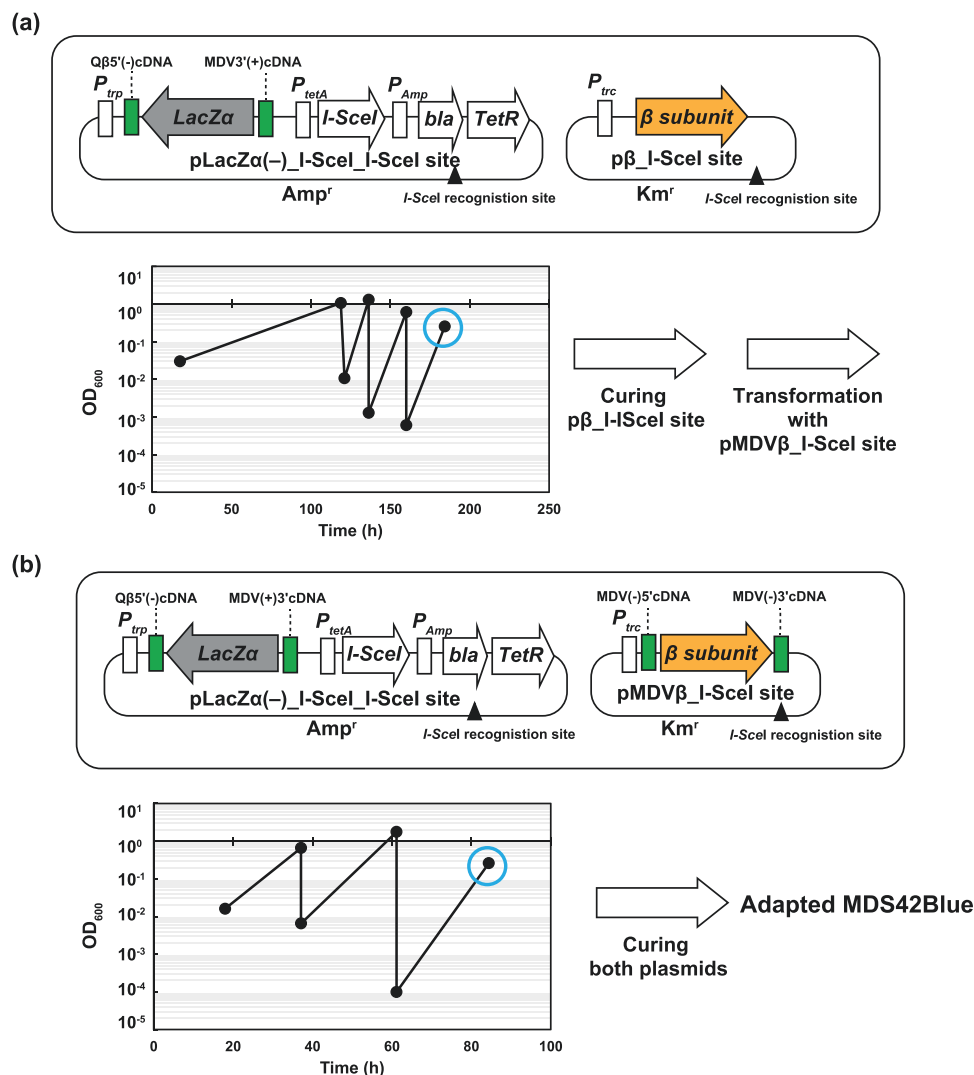 (a)
Qβ5'(-)cDNA
MDV3'(+)cDNA
Ptrp
LacZα
PtetA
I-SceI
PAmp
bla
TetR
pLacZα(–)_I-SceI_I-SceI site
Ampr
I-SceI recognistion site
Ptrc
β subunit
pβ_I-SceI site
Kmr
I-SceI recognistion site
OD600
101
100
10-1
10-2
10-3
10-4
10-5
0 50 100 150 200 250
Time (h)
Curing
pβ_I-ISceI site
Transformation
with
pMDVβ_I-SceI site
(b)
Qβ5'(-)cDNA
MDV(+)3'cDNA
Ptrp
LacZα
PtetA
I-SceI
PAmp
bla
TetR
pLacZα(–)_I-SceI_I-SceI site
Ampr
I-SceI recognistion site
MDV(-)5'cDNA
MDV(-)3'cDNA
Ptrc
β subunit
pMDVβ_I-SceI site
Kmr
I-SceI recognistion site
OD600
101
100
10-1
10-2
10-3
10-4
10-5
0 20 40 60 80 100
Time (h)
Curing
both plasmids
Adapted MDS42Blue